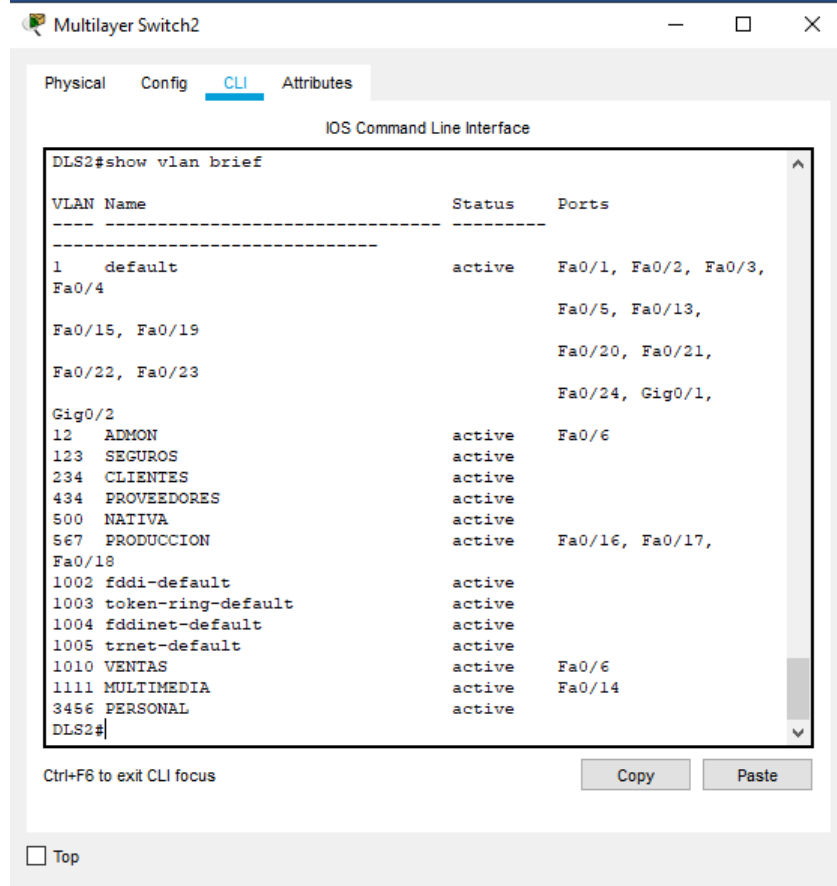 Multilayer Switch2
Physical Config CLI Attributes
IOS Command Line Interface
DLS2#show vlan brief
VLAN Name Status Ports
---- -------------------------------- ---------
-------------------------------
1 default active Fa0/1, Fa0/2, Fa0/3,
Fa0/4
Fa0/5, Fa0/13,
Fa0/15, Fa0/19
Fa0/20, Fa0/21,
Fa0/22, Fa0/23
Fa0/24, Gig0/1,
Gig0/2
12 ADMON active Fa0/6
123 SEGUROS active
234 CLIENTES active
434 PROVEEDORES active
500 NATIVA active
567 PRODUCCION active Fa0/16, Fa0/17,
Fa0/18
1002 fddi-default active
1003 token-ring-default active
1004 fddinet-default active
1005 trnet-default active
1010 VENTAS active Fa0/6
1111 MULTIMEDIA active Fa0/14
3456 PERSONAL active
DLS2#
Ctrl+F6 to exit CLI focus Copy Paste
Top